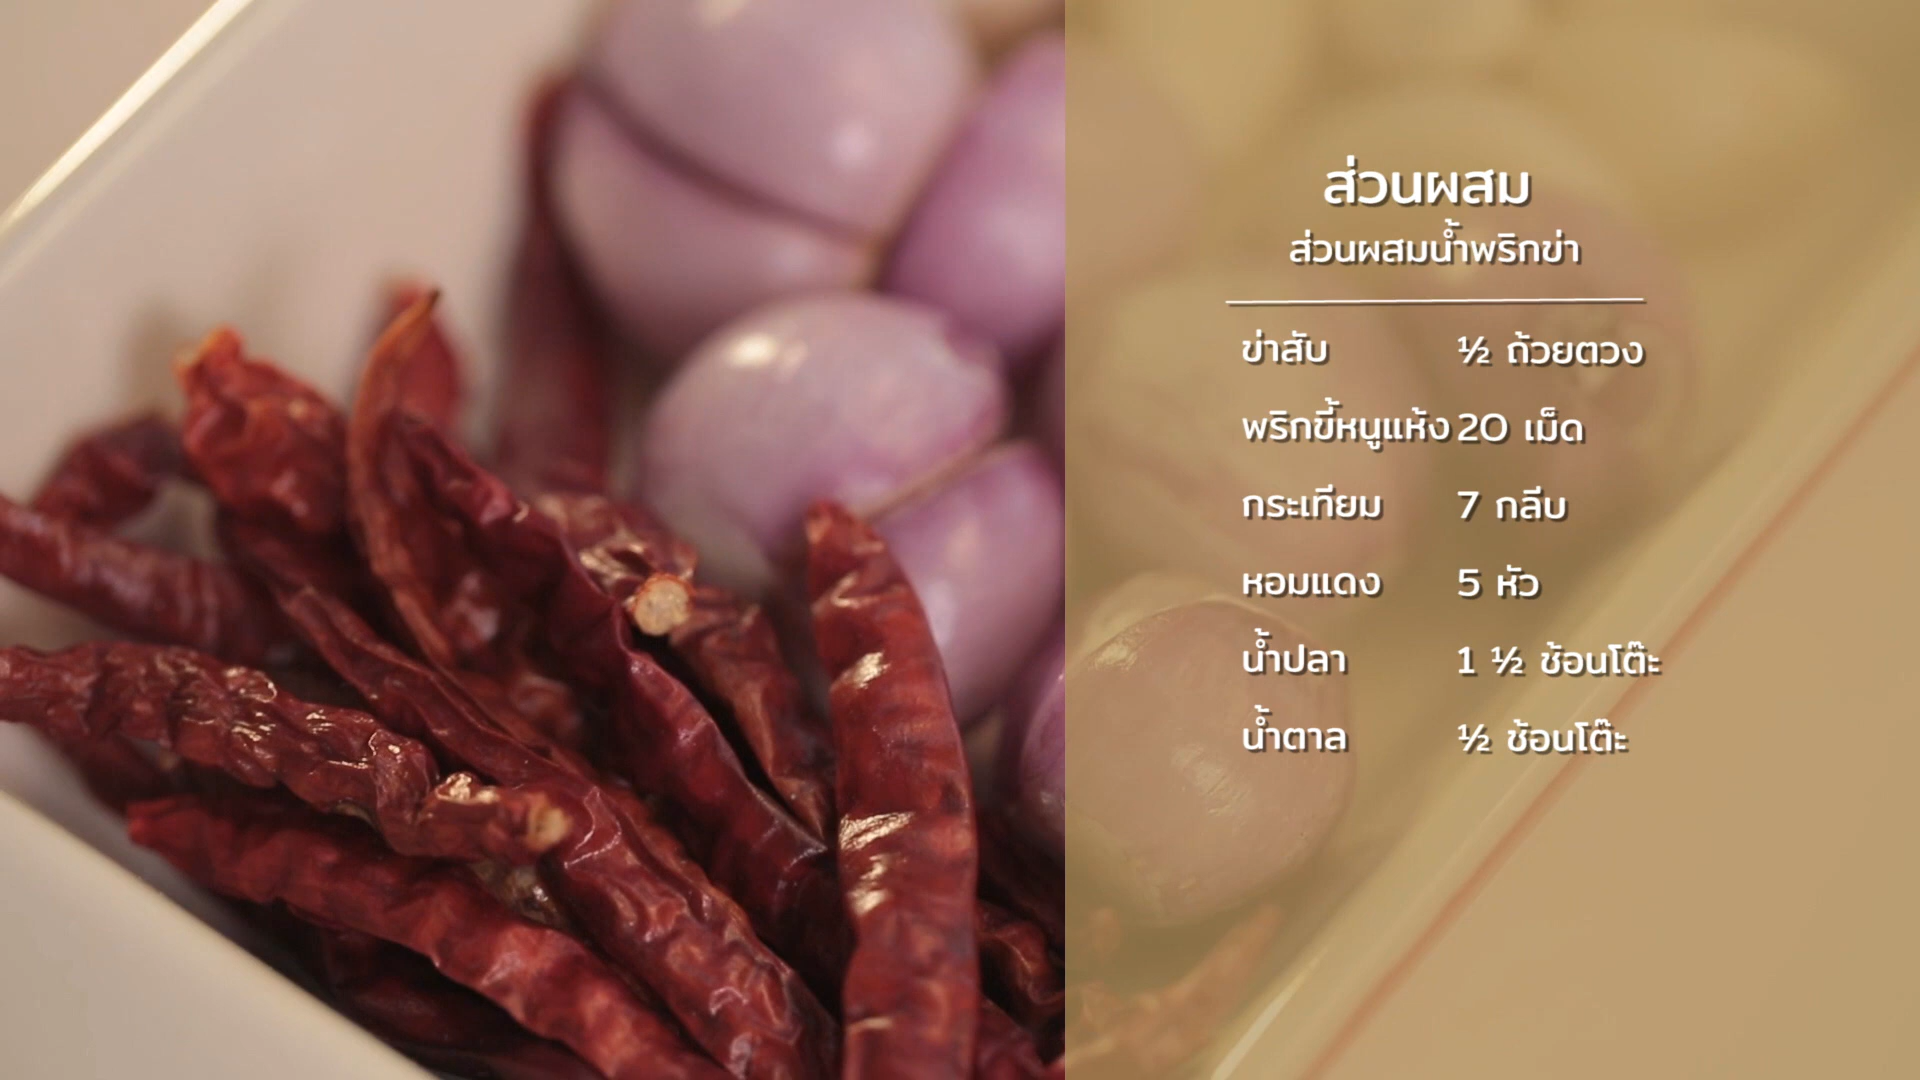 ส่วนผสม
ส่วนผสมน้ำพริกข่า
ข่าสับ ½ ถ้วยตวง
พริกขี้หนูแห้ง 20 เม็ด
กระเทียม 7 กลีบ
หอมแดง 5 หัว
น้ำปลา 1 ½ ช้อนโต๊ะ
น้ำตาล ½ ช้อนโต๊ะ